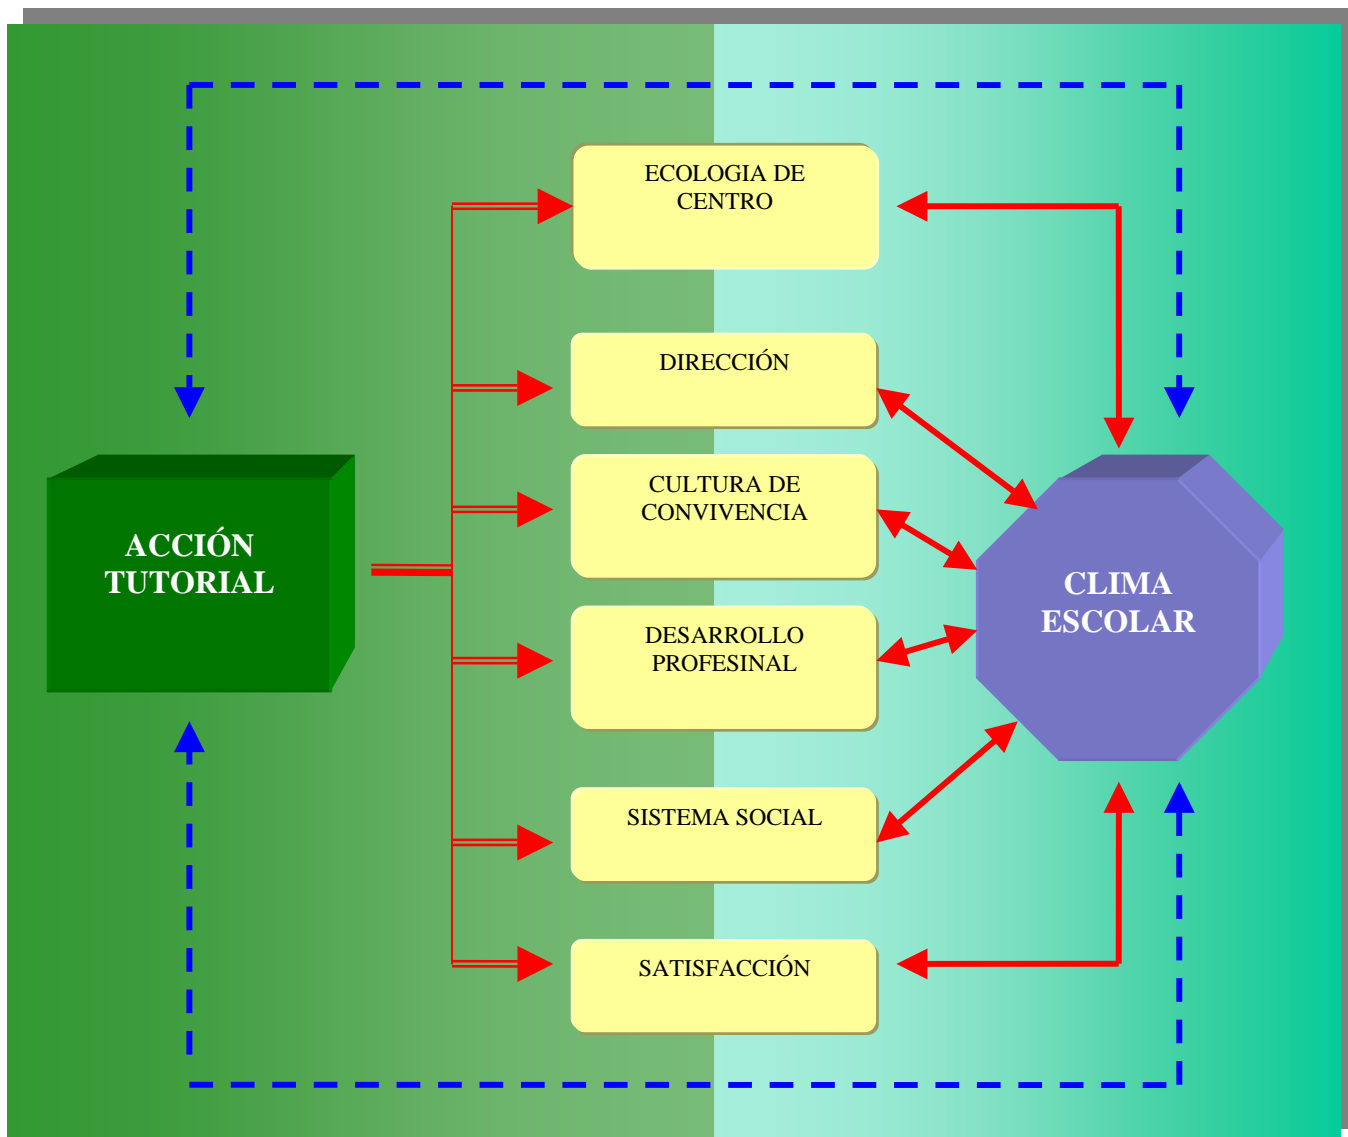 ECOLOGIA DE
CENTRO
DIRECCIÓN
CULTURA DE
CONVIVENCIA
ACCIÓN
TUTORIAL
CLIMA
ESCOLAR
DESARROLLO
PROFESINAL
SISTEMA SOCIAL
SATISFACCIÓN